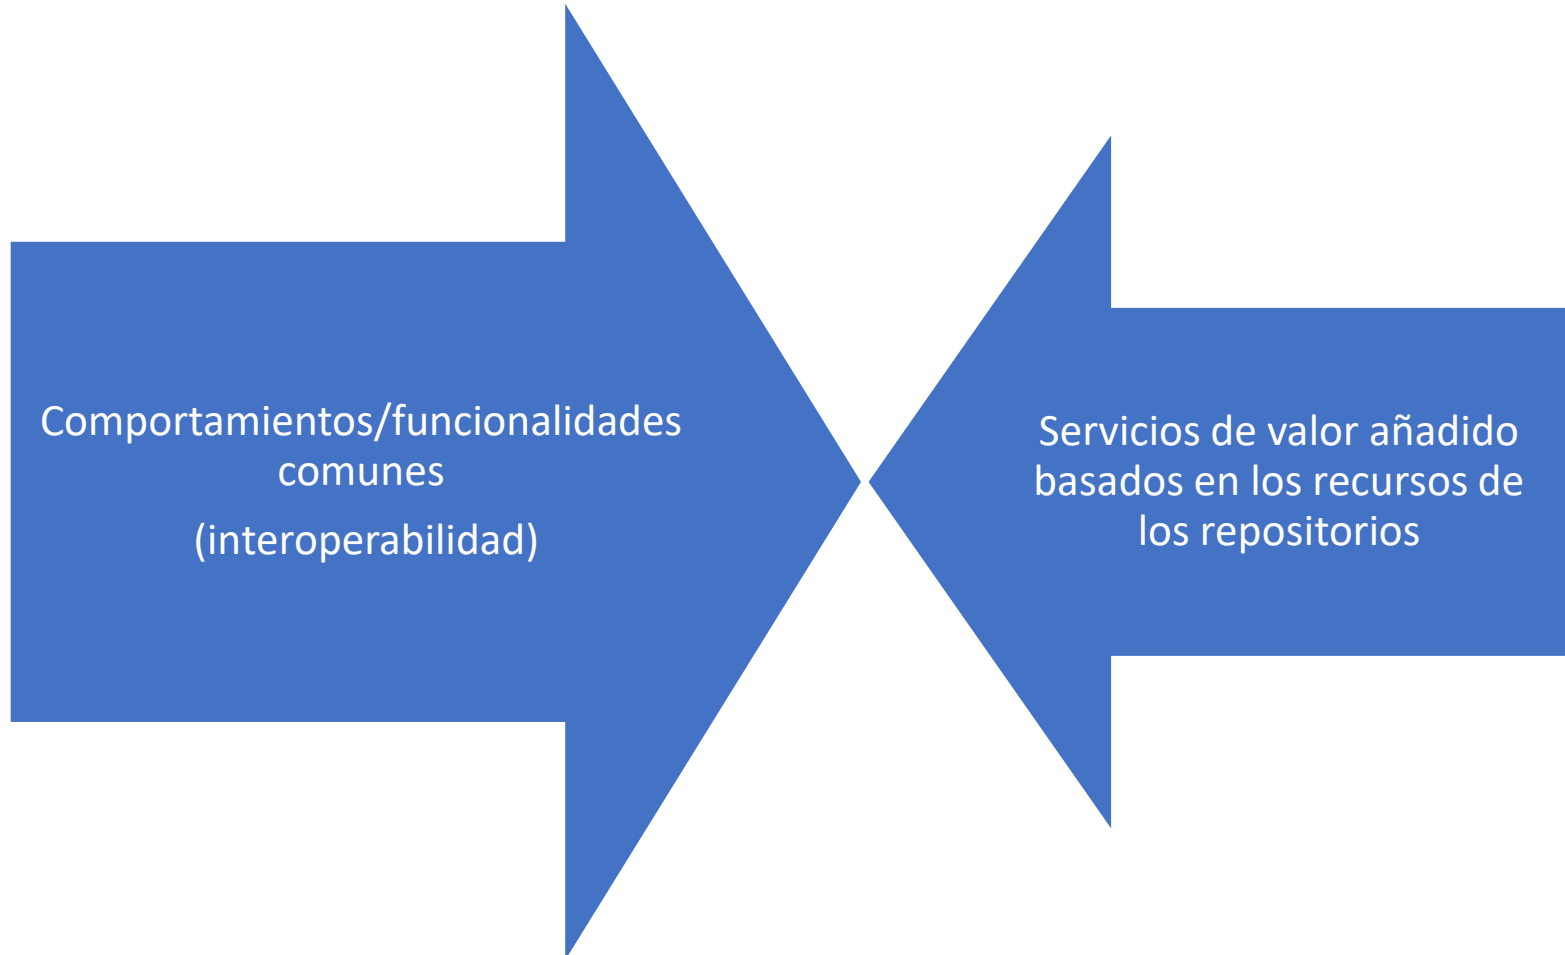 Comportamientos/funcionalidades
comunes
(interoperabilidad)
Servicios de valor añadido
basados en los recursos de
los repositorios